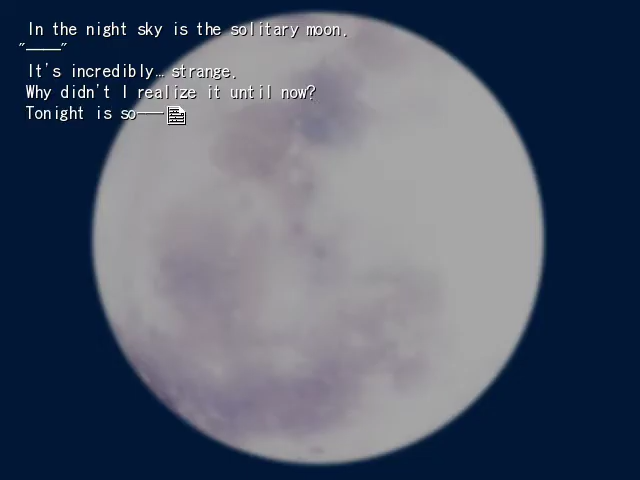 In the night sky is the solitary moon.
"――――"
It's incredibly… strange.
Why didn't I realize it until now?
Tonight is so――